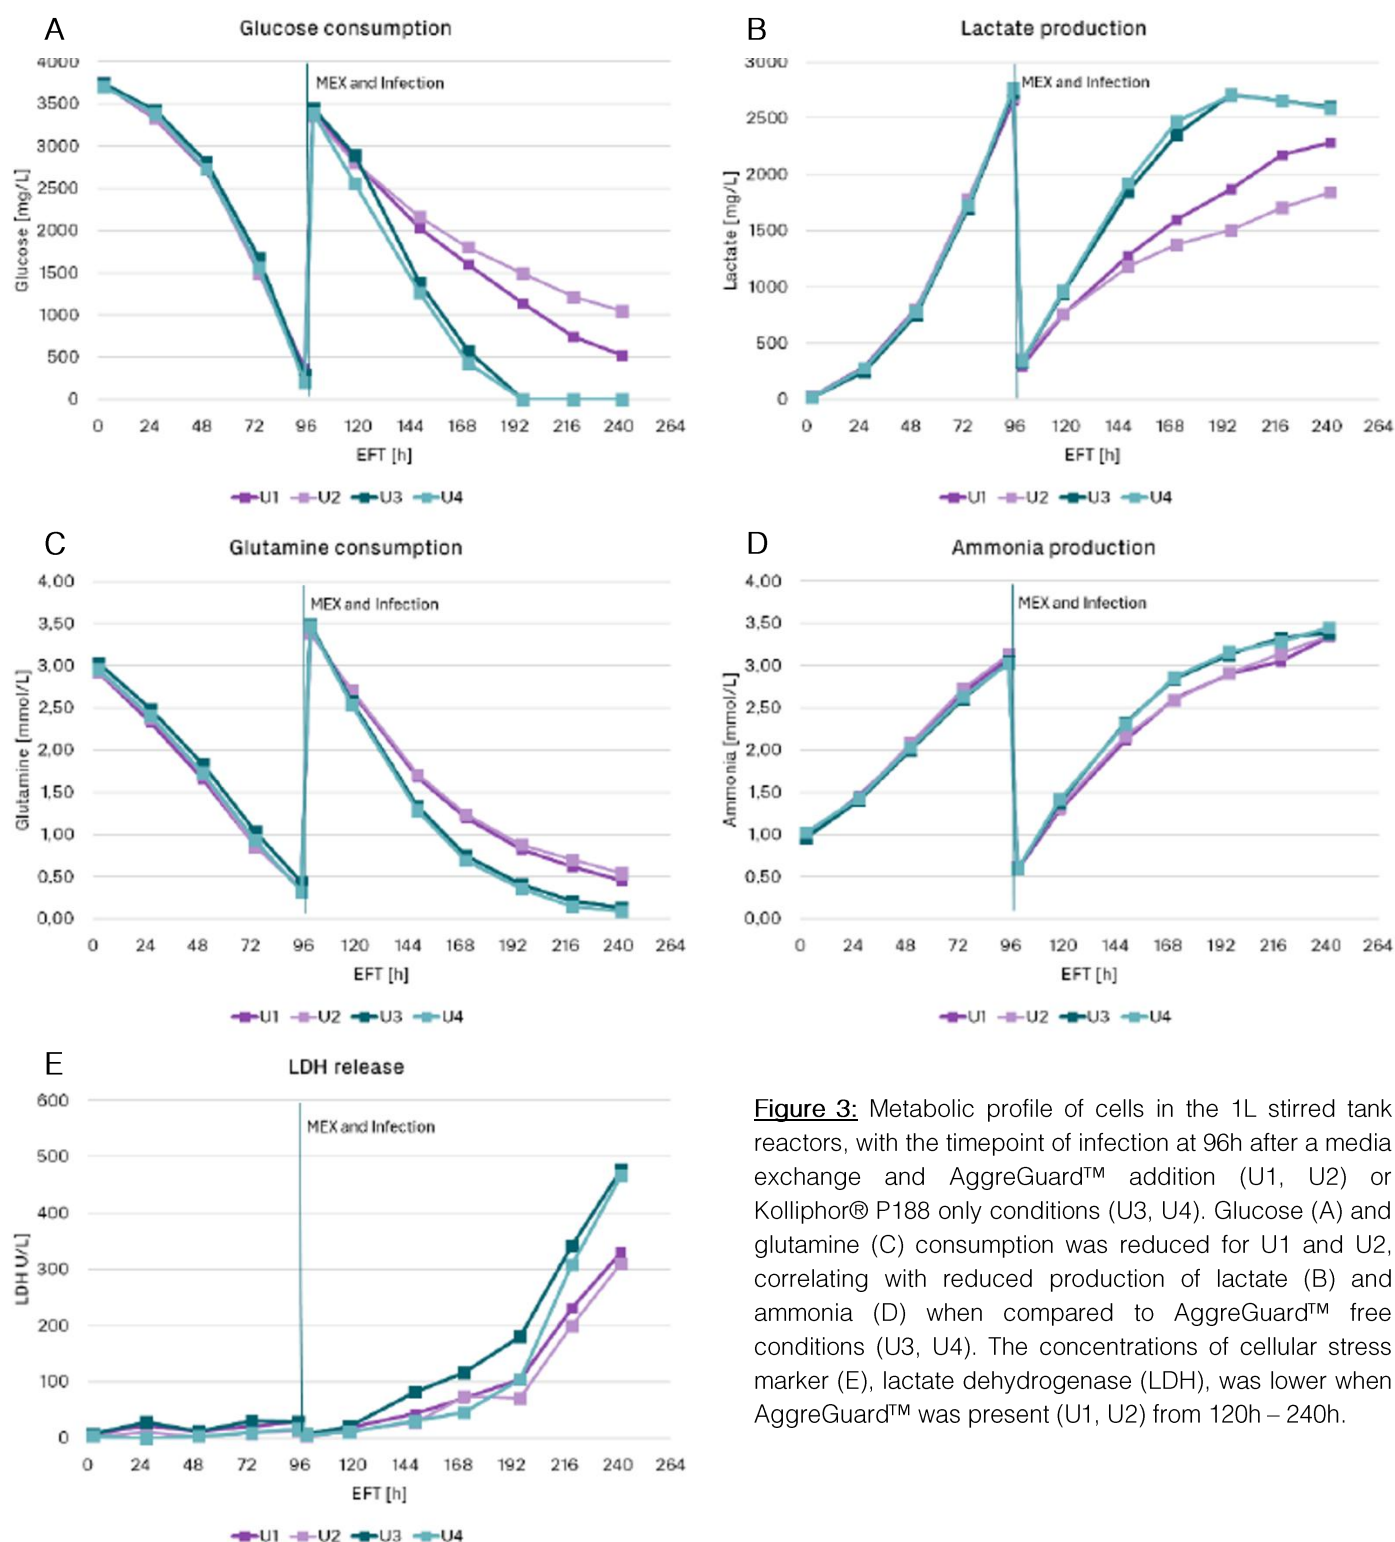 A
Glucose consumption
4000
3500
3000
2500
2000
1500
1000
500
0
Glucose [mg/L]
MEX and Infection
0 24 48 72 96 120 144 168 192 216 240 264
EFT [h]
U1 U2 U3 U4
B
Lactate production
3000
2500
2000
1500
1000
500
0
Lactate [mg/L]
MEX and Infection
0 24 48 72 96 120 144 168 192 216 240 264
EFT [h]
U1 U2 U3 U4
C
Glutamine consumption
4,00
3,50
3,00
2,50
2,00
1,50
1,00
0,50
0,00
Glutamine [mmol/L]
MEX and Infection
0 24 48 72 96 120 144 168 192 216 240 264
EFT [h]
U1 U2 U3 U4
D
Ammonia production
4,00
3,50
3,00
2,50
2,00
1,50
1,00
0,50
0,00
Ammonia [mmol/L]
MEX and Infection
0 24 48 72 96 120 144 168 192 216 240 264
EFT [h]
U1 U2 U3 U4
E
LDH release
600
500
400
300
200
100
0
LDH U/L]
MEX and Infection
0 24 48 72 96 120 144 168 192 216 240 264
EFT [h]
U1 U2 U3 U4
Figure 3: Metabolic profile of cells in the 1L stirred tank
reactors, with the timepoint of infection at 96h after a media
exchange and AggreGuard™ addition (U1, U2) or
Kolliphor® P188 only conditions (U3, U4). Glucose (A) and
glutamine (C) consumption was reduced for U1 and U2,
correlating with reduced production of lactate (B) and
ammonia (D) when compared to AggreGuard™ free
conditions (U3, U4). The concentrations of cellular stress
marker (E), lactate dehydrogenase (LDH), was lower when
AggreGuard™ was present (U1, U2) from 120h – 240h.